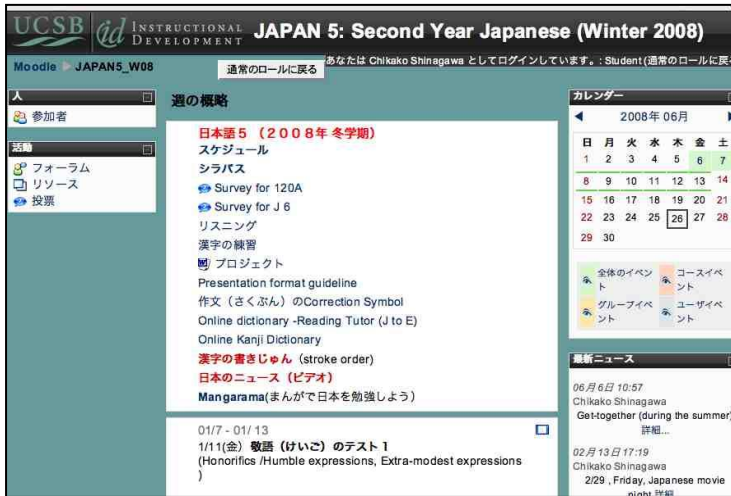 UCSB id INSTRUCTIONAL DEVELOPMENT JAPAN 5: Second Year Japanese (Winter 2008)
Moodle JAPAN5_W08
通常のロールに戻る
あなたは Chikako Shinagawa としてログインしています。: Student (通常のロールに戻る
人
参加者
活動
フォーラム
リソース
投票
週の概略
日本語５ （２００８年 冬学期）
スケジュール
シラバス
Survey for 120A
Survey for J 6
リスニング
漢字の練習
プロジェクト
Presentation format guideline
作文（さくぶん）のCorrection Symbol
Online dictionary -Reading Tutor (J to E)
Online Kanji Dictionary
漢字の書きじゅん (stroke order)
日本のニュース（ビデオ）
Mangarama(まんがで日本を勉強しよう）
01/7 - 01/ 13
1/11(金) 敬語（けいご）のテスト１
(Honorifics /Humble expressions, Extra-modest expressions
)
カレンダー
2008年 06月
日 月 火 水 木 金 土
1 2 3 4 5 6 7
8 9 10 11 12 13 14
15 16 17 18 19 20 21
22 23 24 25 26 27 28
29 30
全体のイベント
コースイベント
グループイベント
ユーザイベント
最新ニュース
06月 6日 10:57
Chikako Shinagawa
Get-together (during the summer)
詳細...
02月 13日 17:19
Chikako Shinagawa
2/29 , Friday, Japanese movie
night 詳細